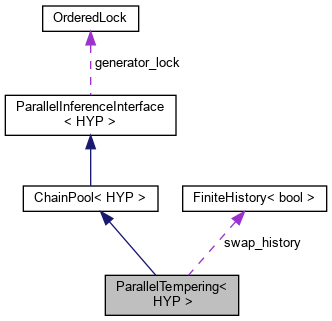 OrderedLock
generator_lock
ParallelInferenceInterface
< HYP >
ChainPool< HYP >
FiniteHistory< bool >
swap_history
ParallelTempering<
HYP >